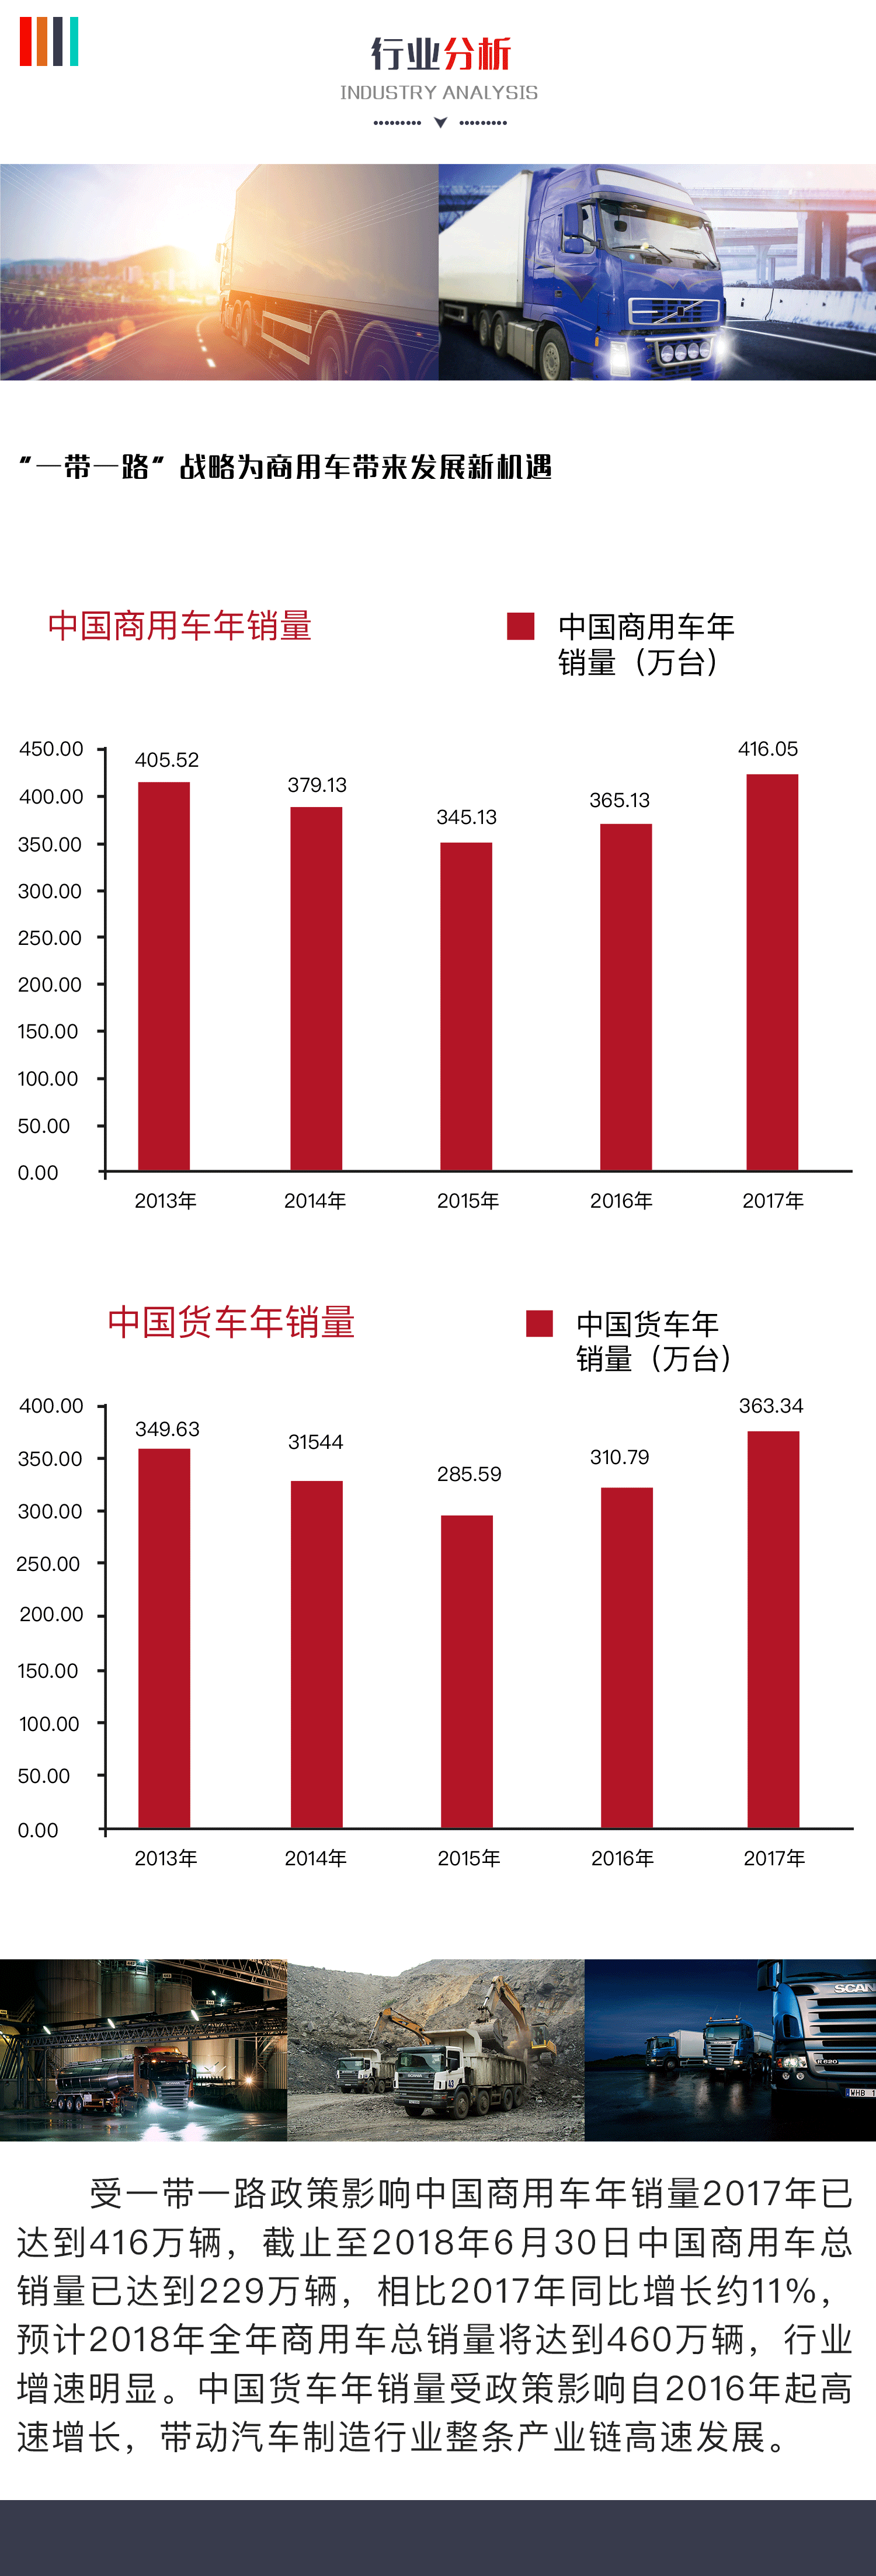 行业分析
INDUSTRY ANALYSIS
“一带一路”战略为商用车带来发展新机遇
中国商用车年销量
中国商用车年
销量（万台）
450.00
400.00
350.00
300.00
250.00
200.00
150.00
100.00
50.00
0.00
405.52
379.13
345.13
365.13
416.05
2013年
2014年
2015年
2016年
2017年
中国货车年销量
中国货车年
销量（万台）
400.00
350.00
300.00
250.00
200.00
150.00
100.00
50.00
0.00
349.63
31544
285.59
310.79
363.34
2013年
2014年
2015年
2016年
2017年
SCAN
R 620
43
受一带一路政策影响中国商用车年销量2017年已
达到416万辆，截止至2018年6月30日中国商用车总
销量已达到229万辆，相比2017年同比增长约11%，
预计2018年全年商用车总销量将达到460万辆，行业
增速明显。中国货车年销量受政策影响自2016年起高
速增长，带动汽车制造行业整条产业链高速发展。